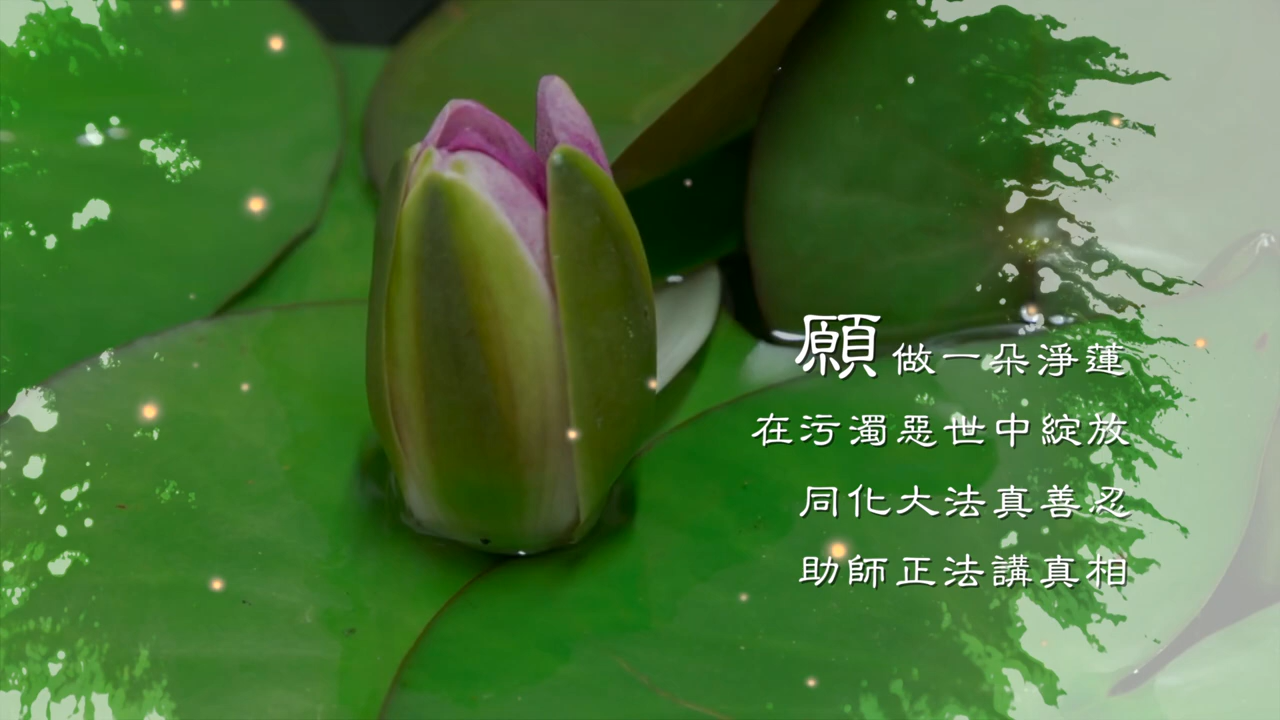 願做一朵淨蓮
在污濁惡世中綻放
同化大法真善忍
助師正法講真相